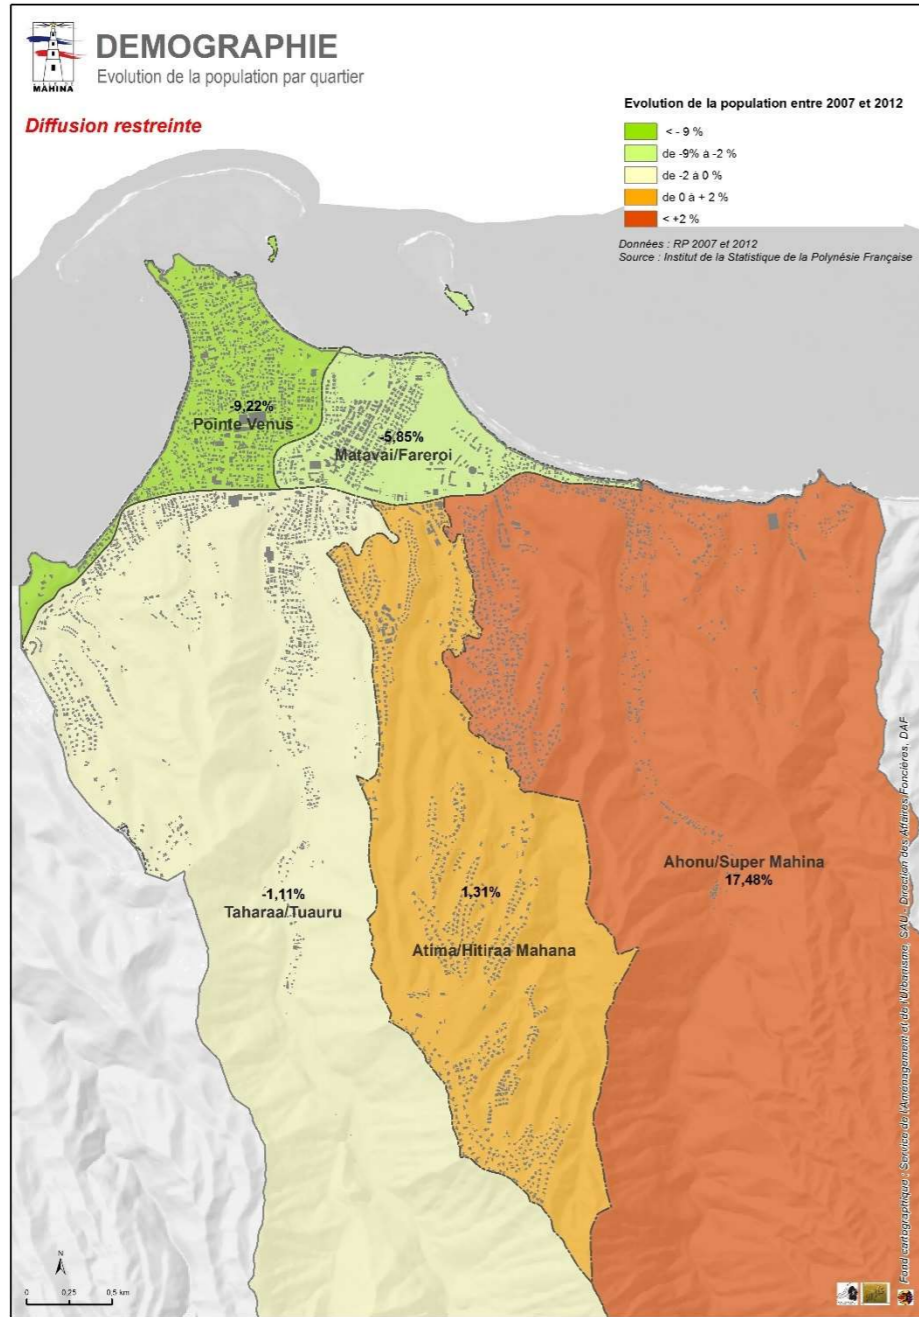 DEMOGRAPHIE
Evolution de la population par quartier
MAHINA
Diffusion restreinte
Evolution de la population entre 2007 et 2012
< - 9 %
de -9% à -2 %
de -2 à 0 %
de 0 à + 2 %
< +2 %
Données : RP 2007 et 2012
Source : Institut de la Statistique de la Polynésie Française
-9,22%
Pointe Venus
-5,85%
Matavai/Fareroi
Ahonu/Super Mahina
17,48%
-1,11%
Taharaa/Tuauru
1,31%
Atima/Hitiraa Mahana
Fond cartographique : Service de l'Aménagement et de l'Urbanisme, SAU - Direction des Affaires Foncières, DAF
N
0 0,25 0,5 km